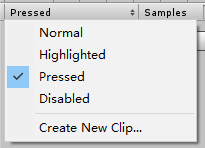 Pressed Samples
Normal
Highlighted
Pressed
Disabled
Create New Clip...